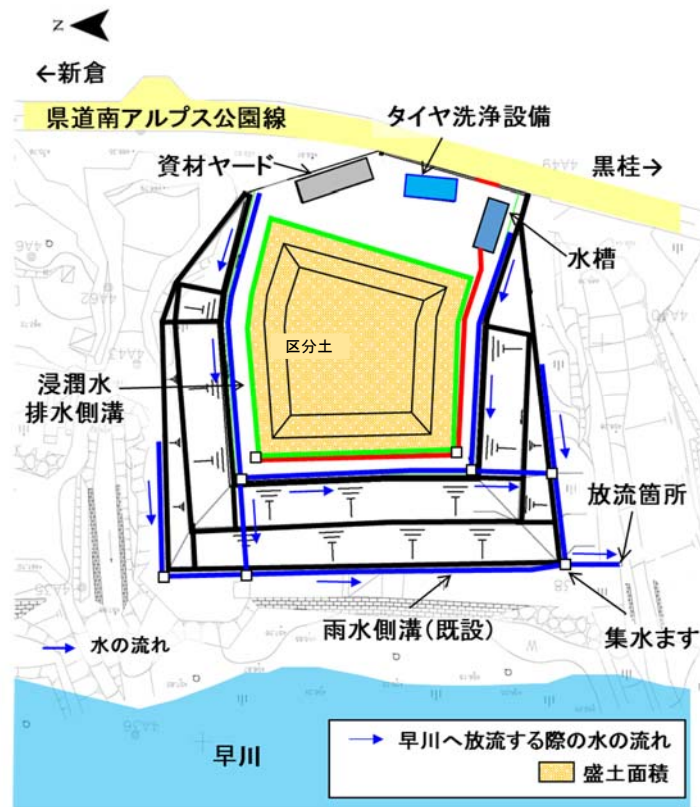 N
←新倉
県道南アルプス公園線
タイヤ洗浄設備
資材ヤード
黒桂→
水槽
区分土
浸潤水
排水側溝
放流箇所
雨水側溝(既設)
集水ます
水の流れ
早川
早川へ放流する際の水の流れ
盛土面積